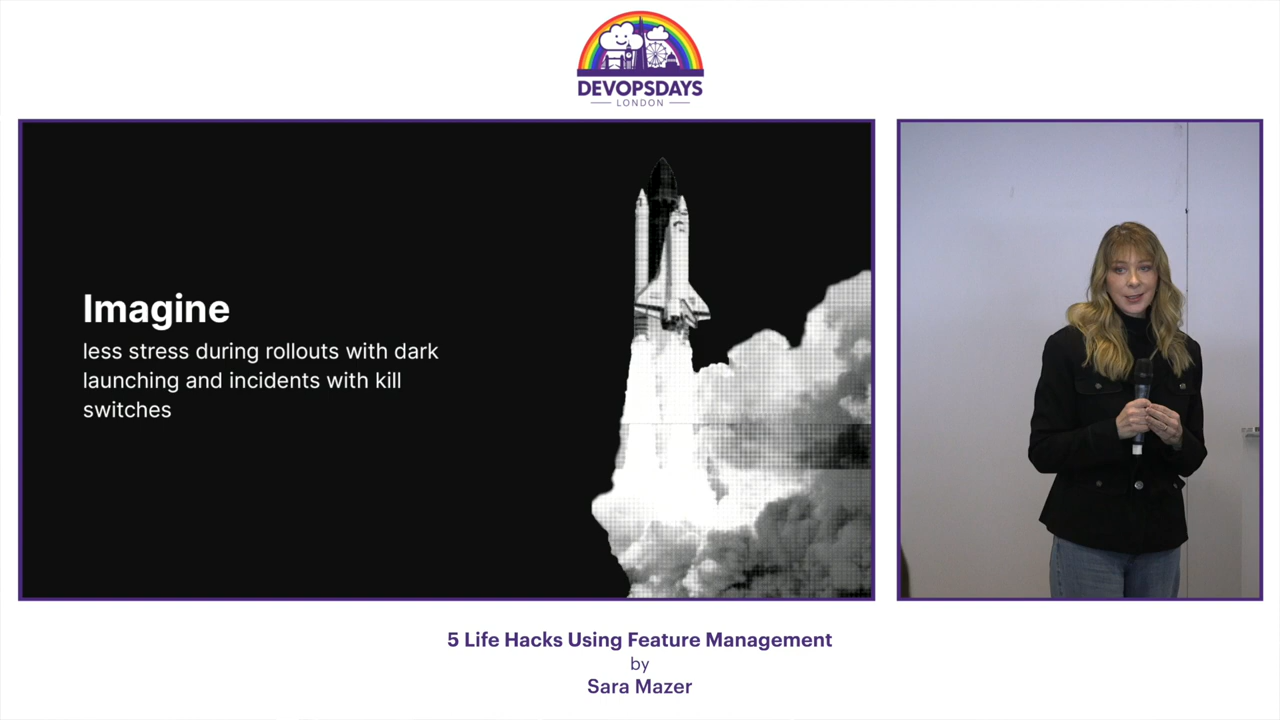 DEVOPSDAYS
LONDON
Imagine
less stress during rollouts with dark
launching and incidents with kill
switches
5 Life Hacks Using Feature Management
by
Sara Mazer